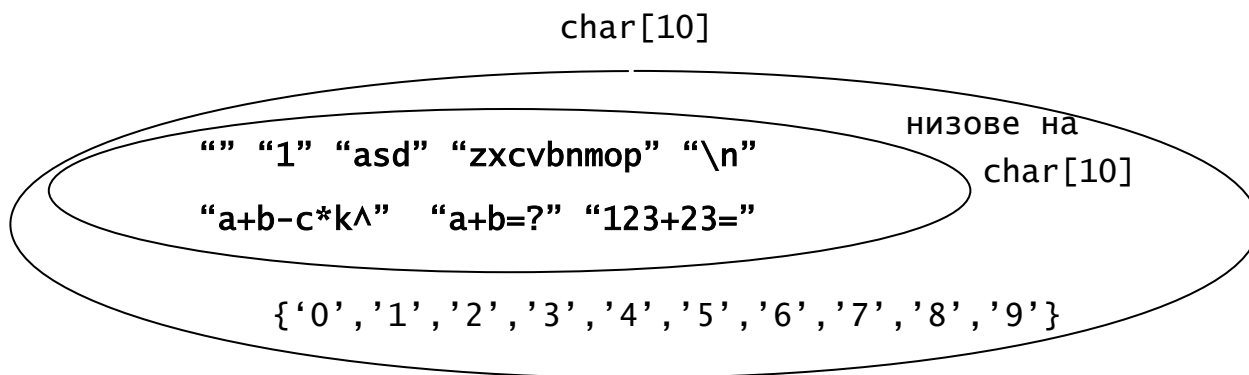 char[10]
низове на
“” “1” “asd” “zxcvbnmop” “\n”
char[10]
“a+b-c*k^” “a+b=?” “123+23=”
{‘0’,’1’,’2’,’3’,’4’,’5’,’6’,’7’,’8’,’9’}